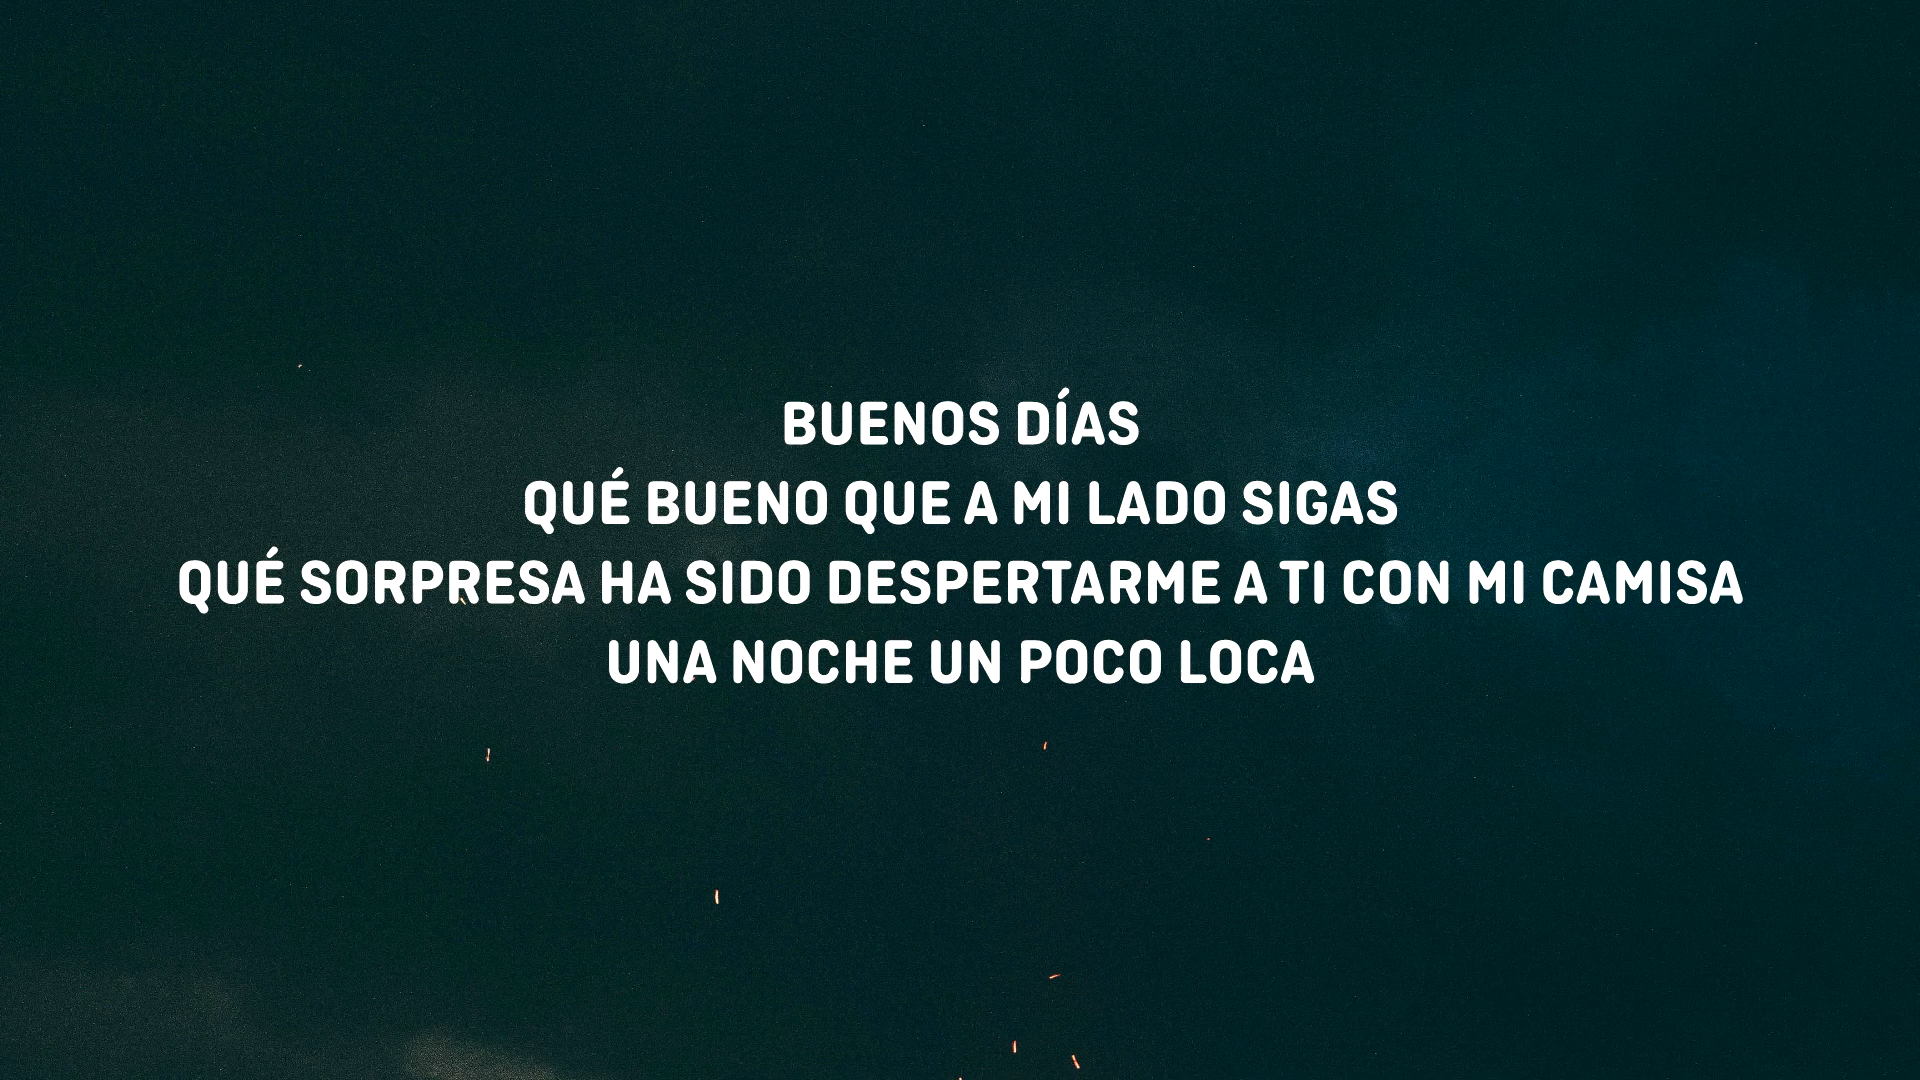 BUENOS DÍAS
QUÉ BUENO QUE A MI LADO SIGAS
QUÉ SORPRESA HA SIDO DESPERTARME A TI CON MI CAMISA
UNA NOCHE UN POCO LOCA